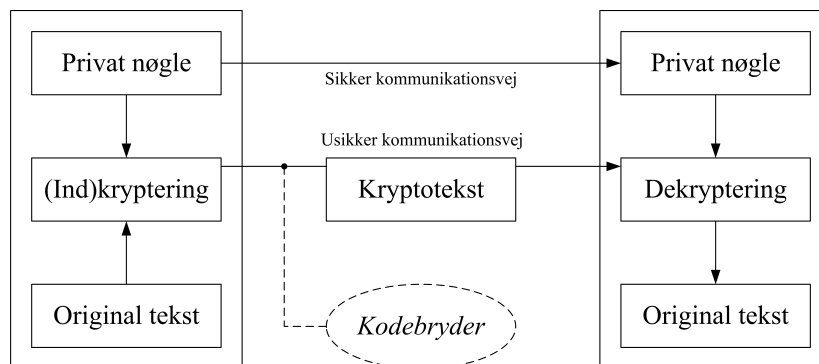 Privat nøgle
Sikker kommunikationsvej
Privat nøgle
Usikker kommunikationsvej
(Ind)kryptering
Kryptotekst
Dekryptering
Original tekst
Kodebryder
Original tekst